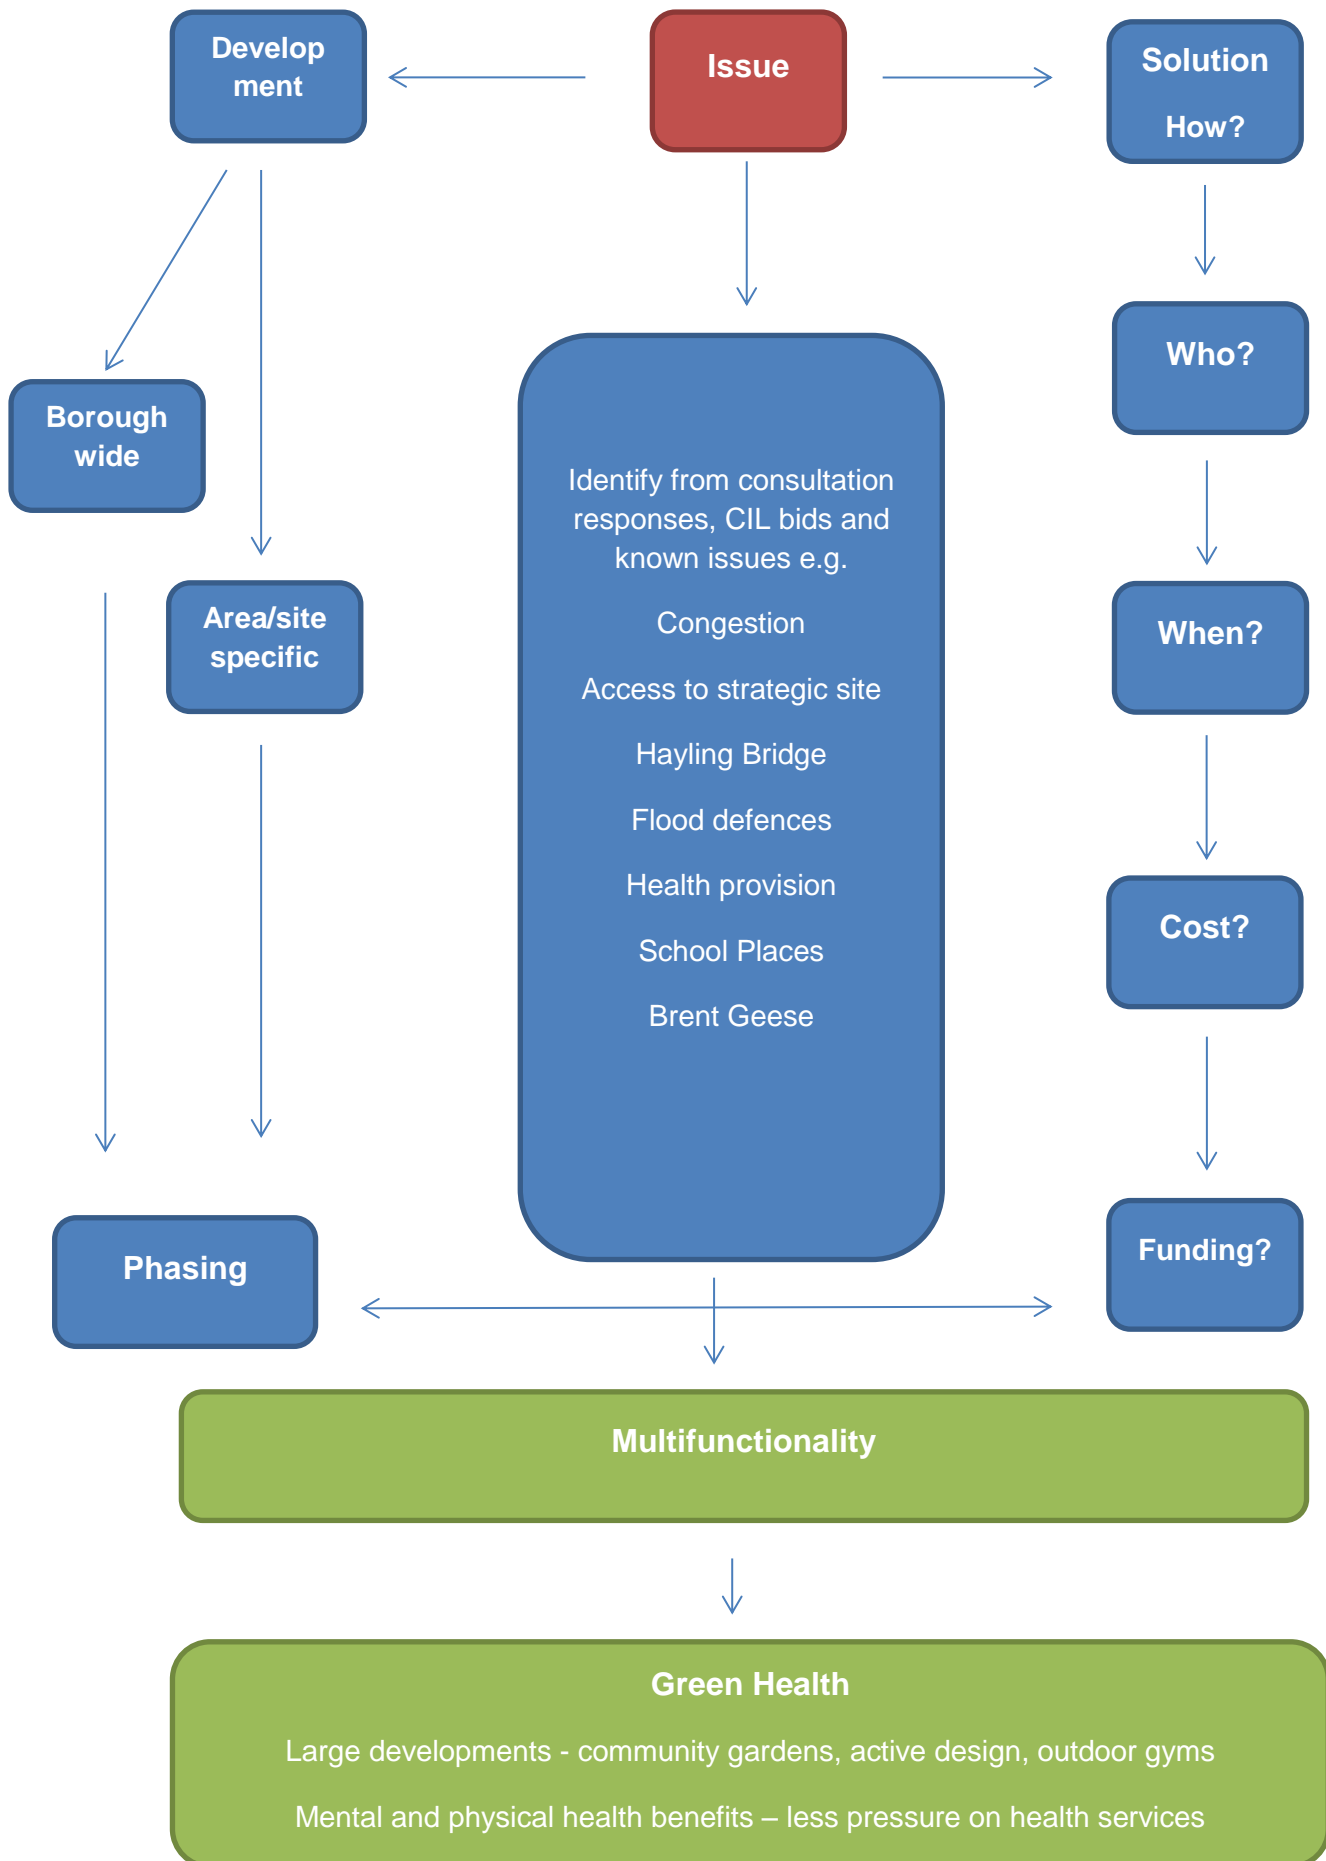 Develop
ment
Issue
Solution
How?
Borough
wide
Area/site
specific
Identify from consultation
responses, CIL bids and
known issues e.g.
Congestion
Access to strategic site
Hayling Bridge
Flood defences
Health provision
School Places
Brent Geese
Who?
When?
Cost?
Phasing
Funding?
Multifunctionality
Green Health
Large developments - community gardens, active design, outdoor gyms
Mental and physical health benefits – less pressure on health services